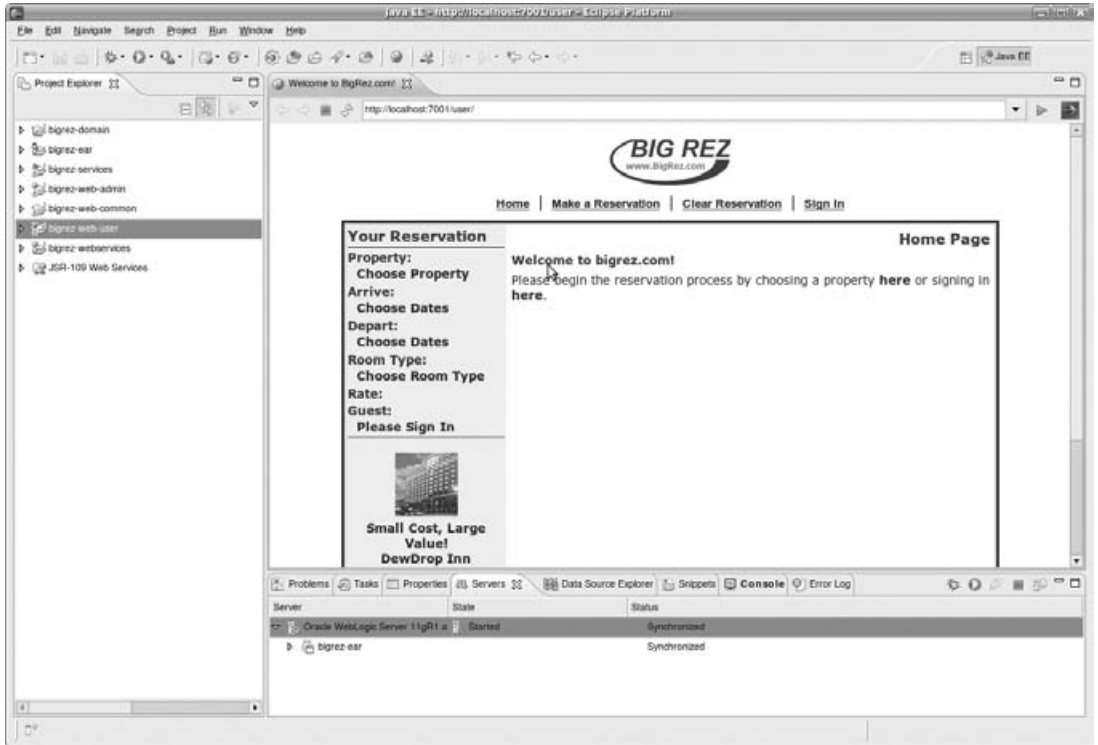 Java EE - http://localhost:7001/user - Eclipse Platform
File Edit Navigate Search Project Run Window Help
Java EE
Project Explorer
Welcome to BigRez.com!
http://localhost:7001/user/
bigrez-domain
bigrez-ear
bigrez-services
bigrez-web-admin
bigrez-web-common
bigrez-web-user
bigrez-webservices
JSR-109 Web Services
BIG REZ
www.BigRez.com
Home | Make a Reservation | Clear Reservation | Sign In
Your Reservation
Property:
Choose Property
Arrive:
Choose Dates
Depart:
Choose Dates
Room Type:
Choose Room Type
Rate:
Guest:
Please Sign In
Small Cost, Large
Value!
DewDrop Inn
Home Page
Welcome to bigrez.com!
Please begin the reservation process by choosing a property here or signing in
here.
Problems Tasks Properties Servers Data Source Explorer Snippets Console Error Log
Server State Status
Oracle WebLogic Server 11gR1 a Started Synchronized
bigrez-ear Synchronized